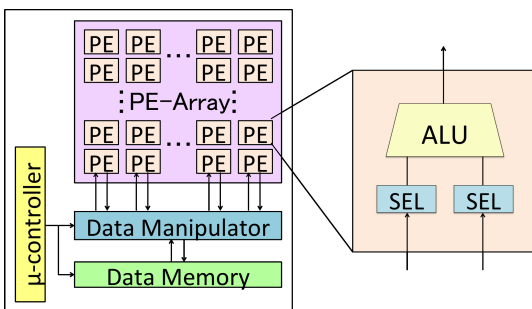 PE PE ... PE PE
PE PE PE PE
PE-Array
PE PE ... PE PE
PE PE PE PE
μ-controller
Data Manipulator
Data Memory
ALU
SEL SEL